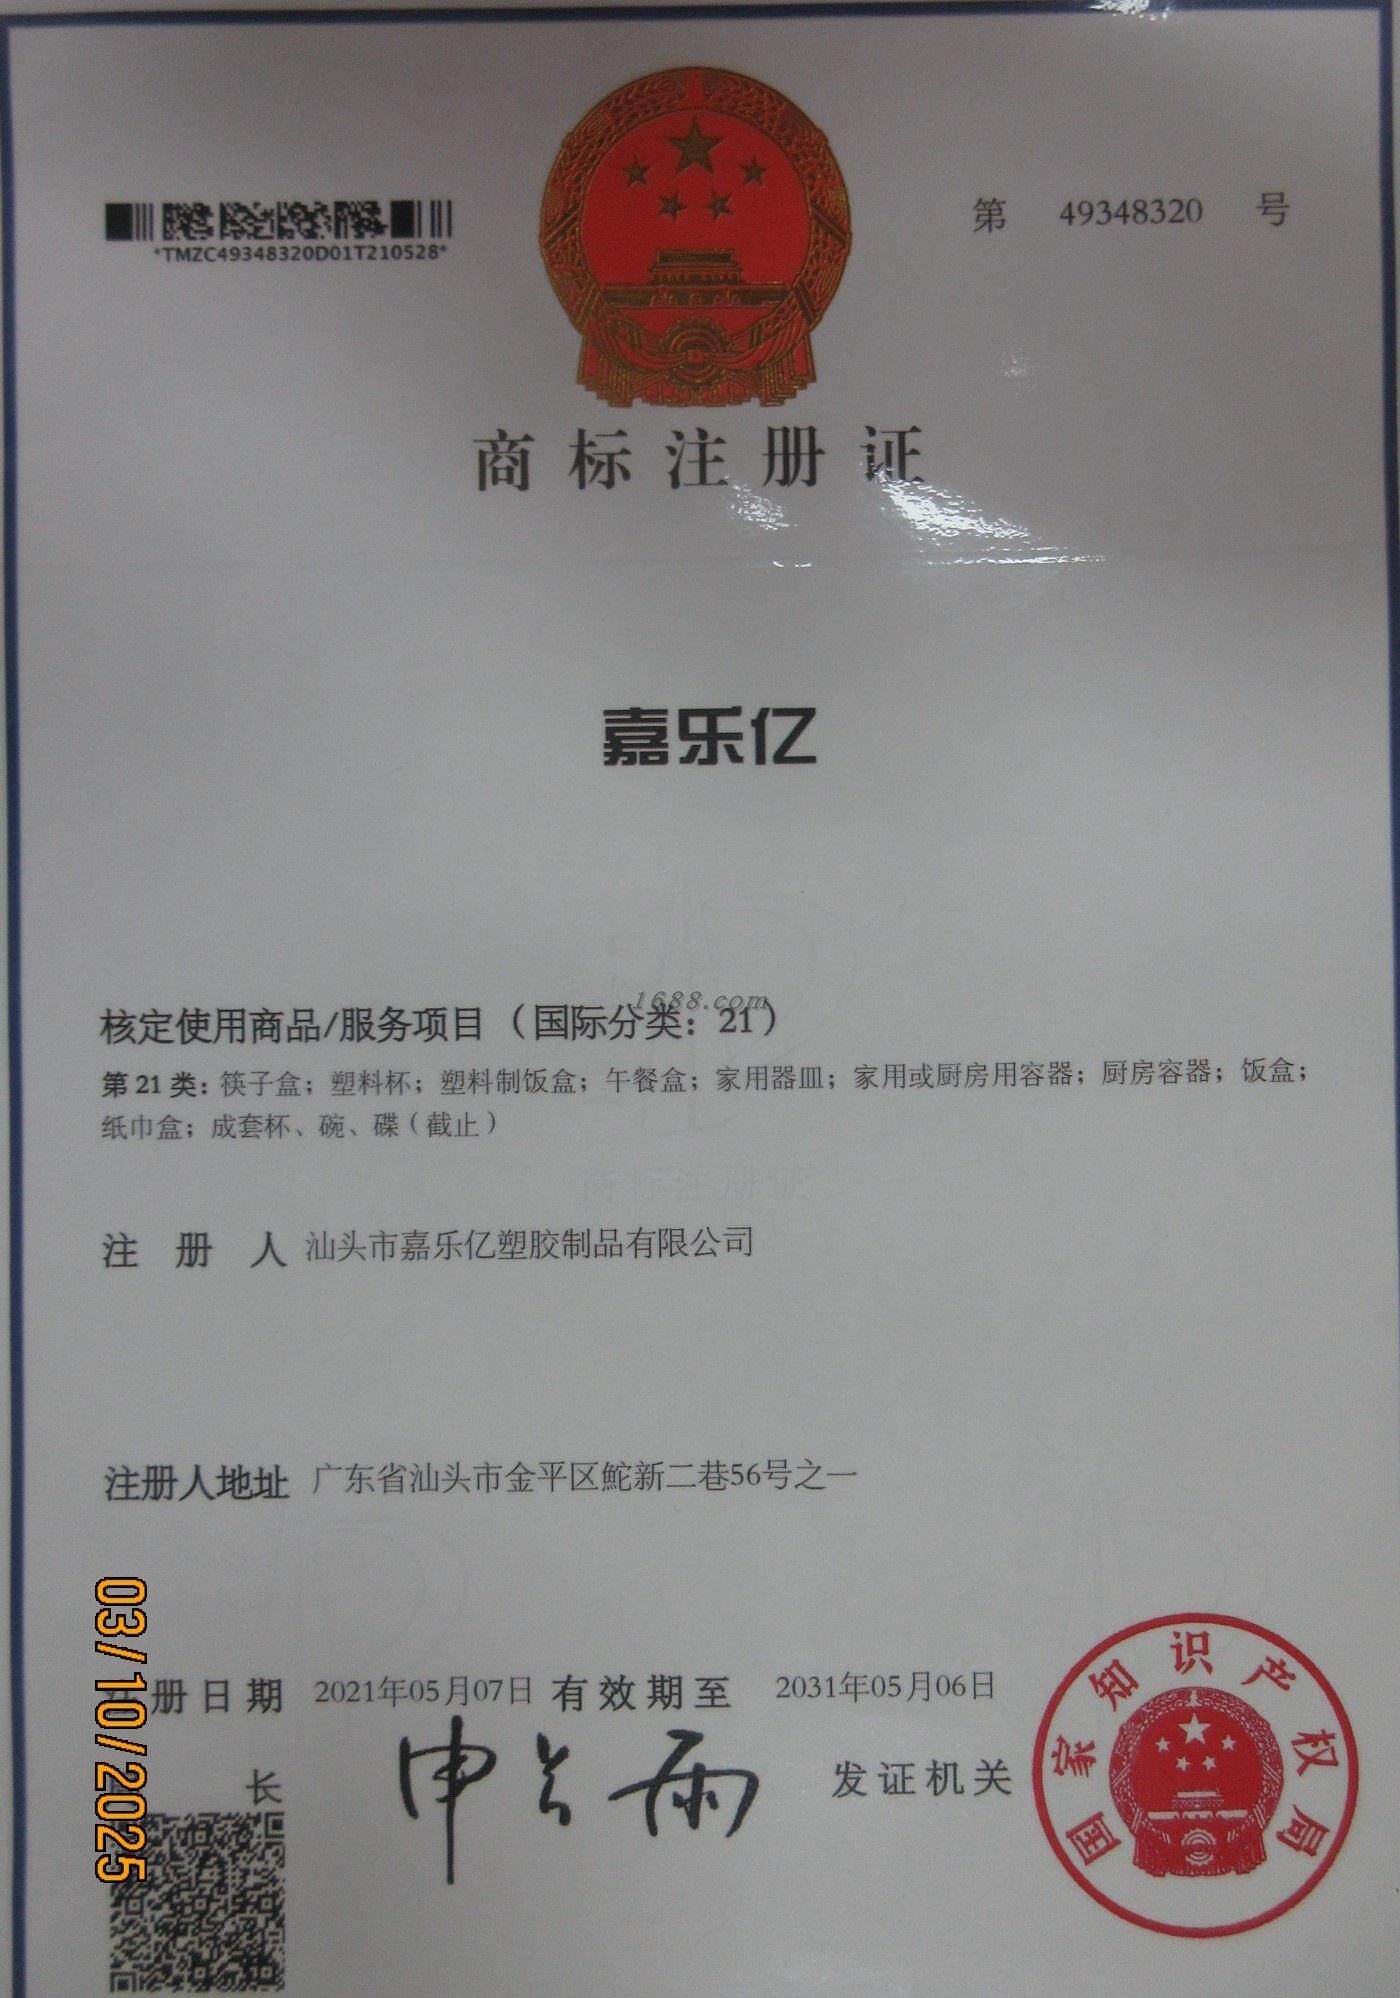 *TMZC49348320D01T210528*
第 49348320 号
商标注册证
嘉乐亿
1688.com
核定使用商品/服务项目（国际分类：21）
第 21 类：筷子盒；塑料杯；塑料制饭盒；午餐盒；家用器皿；家用或厨房用容器；厨房容器；饭盒；
纸巾盒；成套杯、碗、碟（截止）
注 册 人 汕头市嘉乐亿塑胶制品有限公司
注册人地址 广东省汕头市金平区鮀新二巷56号之一
注册日期 2021年05月07日 有效期至 2031年05月06日
长 申长雨 发证机关
国家知识产权局
03/10/2025